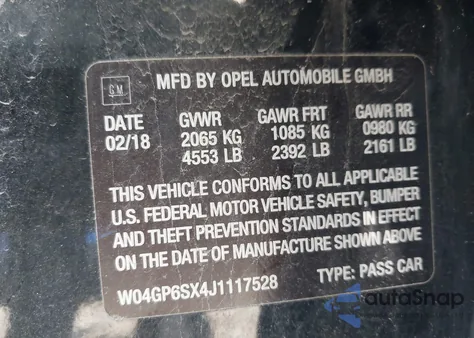 GM
MFD BY OPEL AUTOMOBILE GMBH
DATE GVWR GAWR FRT GAWR RR
02/18 2065 KG 1085 KG 0980 KG
4553 LB 2392 LB 2161 LB
THIS VEHICLE CONFORMS TO ALL APPLICABLE
U.S. FEDERAL MOTOR VEHICLE SAFETY, BUMPER
AND THEFT PREVENTION STANDARDS IN EFFECT
ON THE DATE OF MANUFACTURE SHOWN ABOVE
W04GP6SX4J1117528 TYPE: PASS CAR
autoSnap